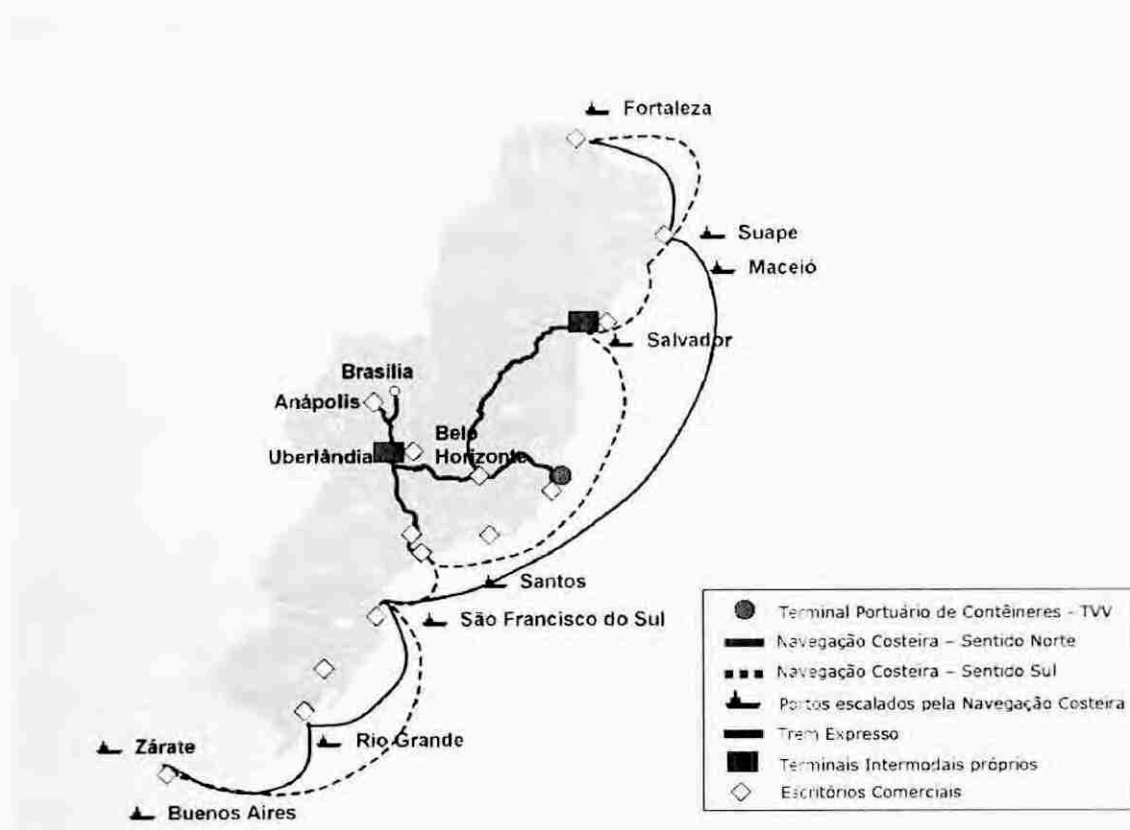 Fortaleza
Suape
Maceió
Salvador
Brasília
Anápolis
Belo
Horizonte
Uberlândia
Santos
São Francisco do Sul
Rio Grande
Zárate
Buenos Aires
Terminal Portuário de Contêineres - TVV
Navegação Costeira – Sentido Norte
Navegação Costeira – Sentido Sul
Portos escalados pela Navegação Costeira
Trem Expresso
Terminais Intermodais próprios
Escritórios Comerciais